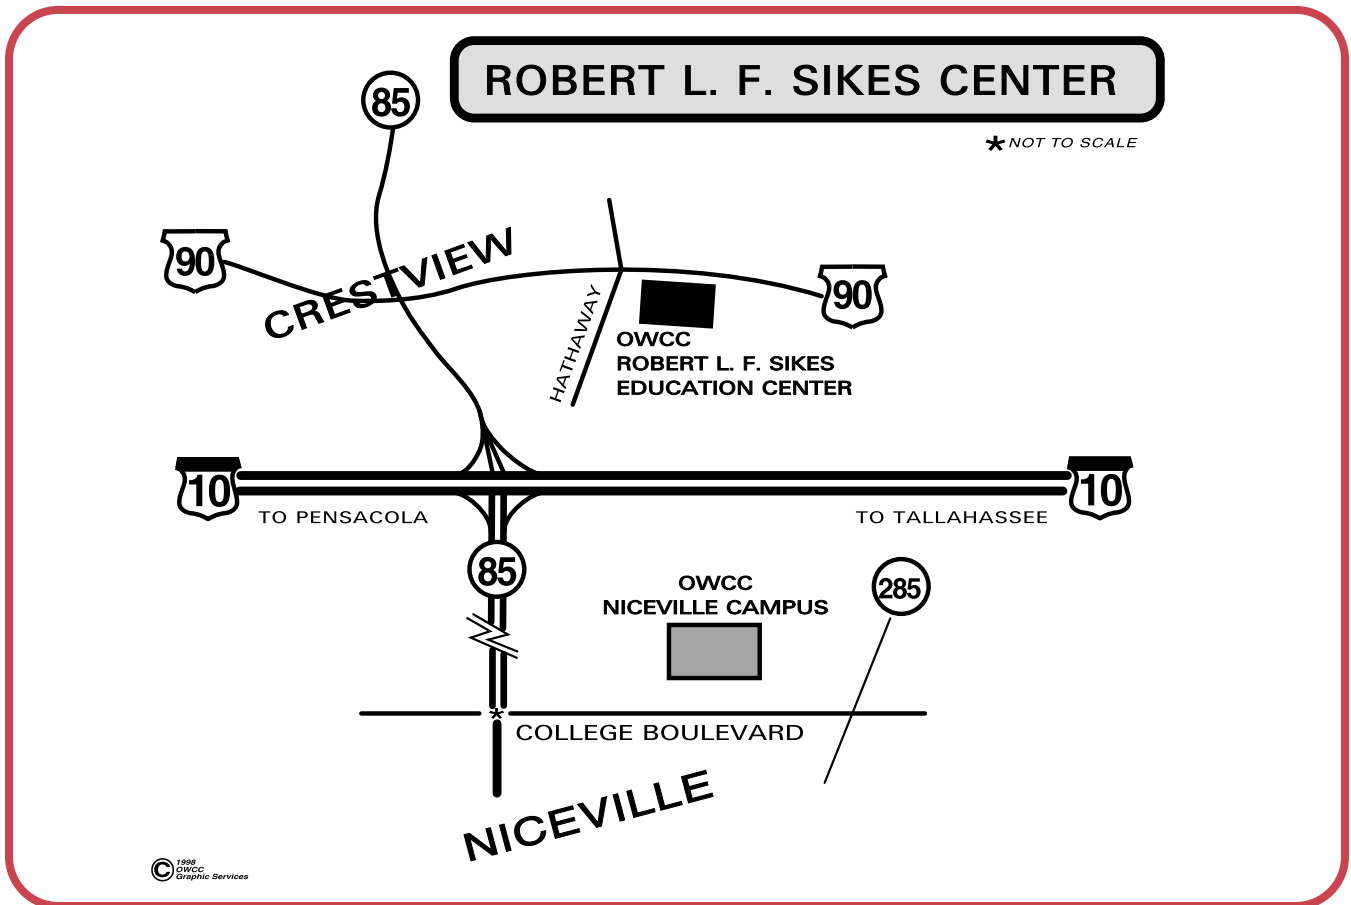 ROBERT L. F. SIKES CENTER
85
*NOT TO SCALE
90
CRESTVIEW
90
HATHAWAY
OWCC
ROBERT L. F. SIKES
EDUCATION CENTER
10
10
TO PENSACOLA
TO TALLAHASSEE
85
OWCC
NICEVILLE CAMPUS
285
*
COLLEGE BOULEVARD
NICEVILLE
© 1998
OWCC
Graphic Services